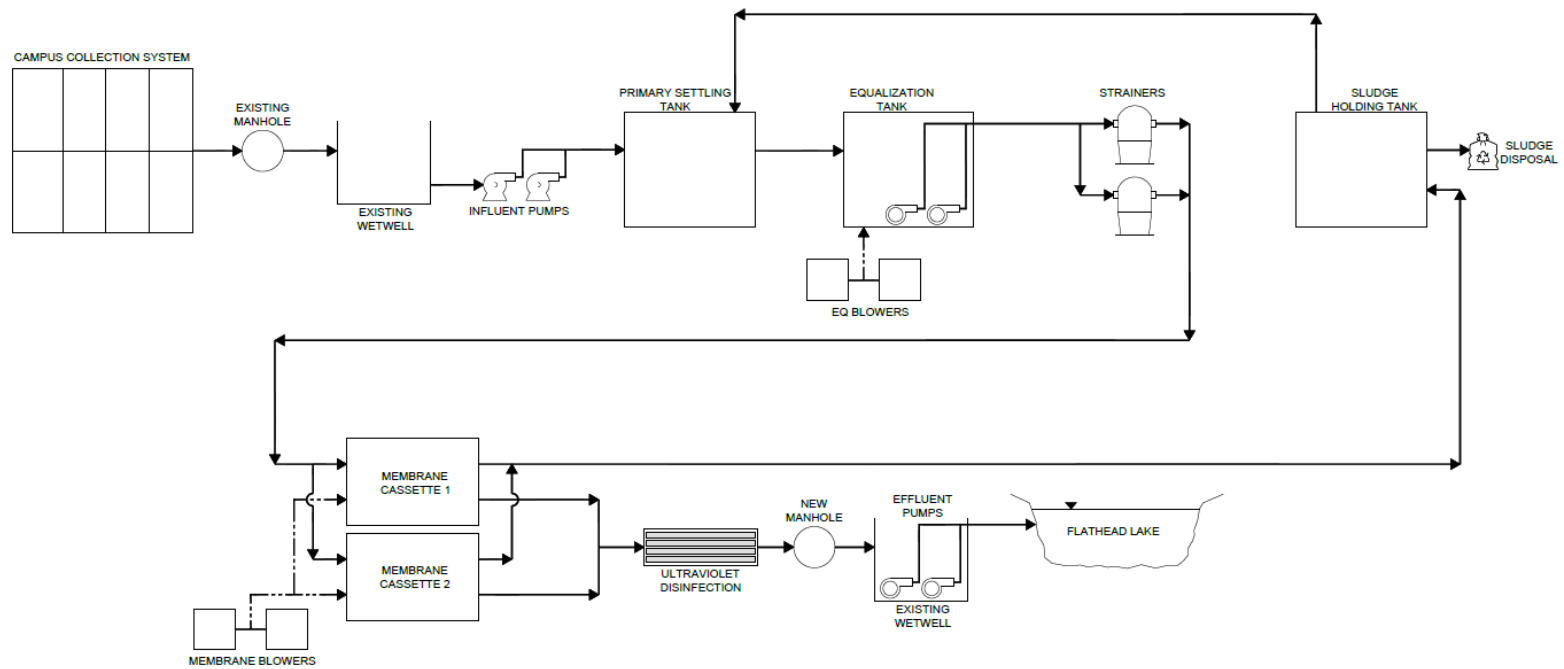 CAMPUS COLLECTION SYSTEM
EXISTING
MANHOLE
EXISTING
WETWELL
INFLUENT PUMPS
PRIMARY SETTLING
TANK
EQUALIZATION
TANK
EQ BLOWERS
STRAINERS
SLUDGE
HOLDING TANK
SLUDGE
DISPOSAL
MEMBRANE
CASSETTE 1
MEMBRANE
CASSETTE 2
MEMBRANE BLOWERS
ULTRAVIOLET
DISINFECTION
NEW
MANHOLE
EFFLUENT
PUMPS
EXISTING
WETWELL
FLATHEAD LAKE